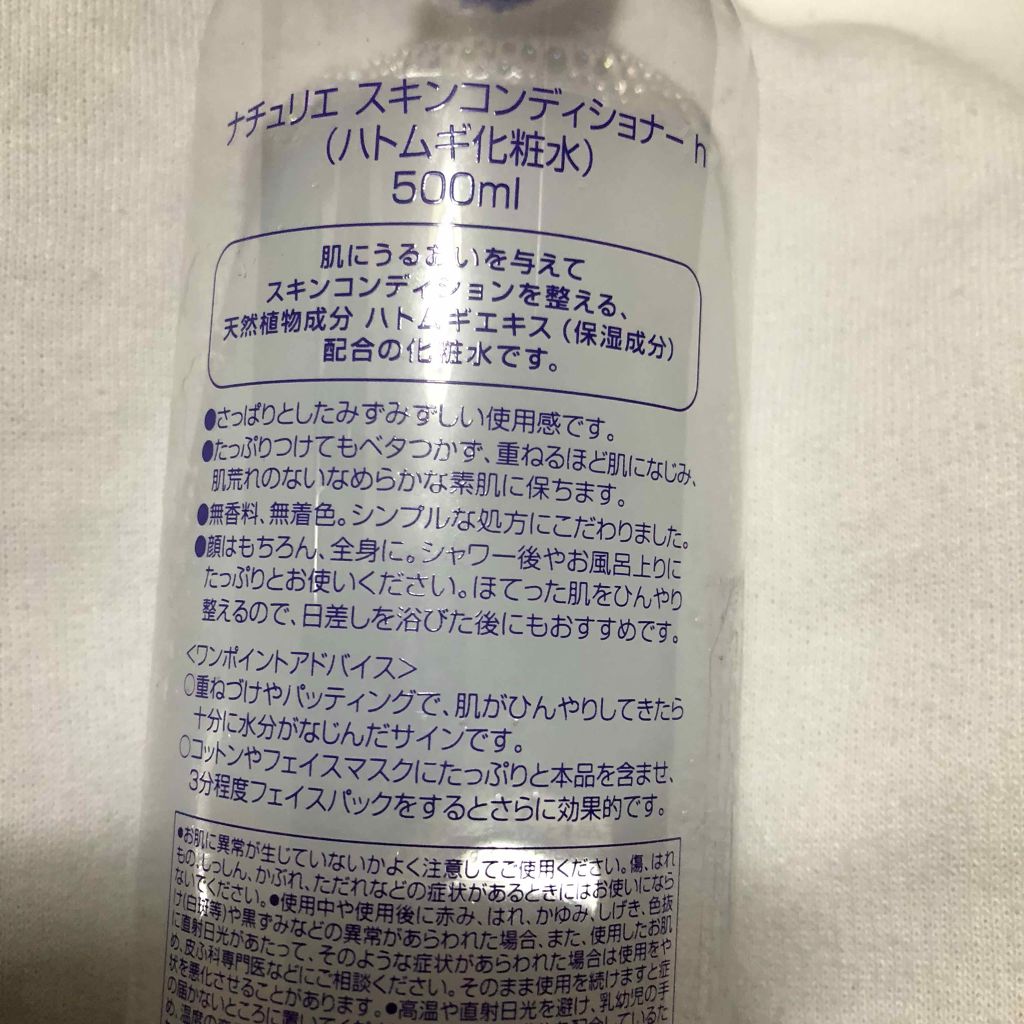 ナチュリエ スキンコンディショナー h
(ハトムギ化粧水)
500ml
肌にうるおいを与えて
スキンコンディションを整える、
天然植物成分 ハトムギエキス(保湿成分)
配合の化粧水です。
●さっぱりとしたみずみずしい使用感です。
●たっぷりつけてもベタつかず、重ねるほど肌になじみ、
肌荒れのないなめらかな素肌に保ちます。
●無香料、無着色。シンプルな処方にこだわりました。
●顔はもちろん、全身に。シャワー後やお風呂上りに
たっぷりとお使いください。ほてった肌をひんやり
整えるので、日差しを浴びた後にもおすすめです。
<ワンポイントアドバイス>
○重ねづけやパッティングで、肌がひんやりしてきたら
十分に水分がなじんだサインです。
○コットンやフェイスマスクにたっぷりと本品を含ませ、
3分程度フェイスパックをするとさらに効果的です。
●お肌に異常が生じていないかよく注意してご使用ください。傷、はれ
もの、しっしん、かぶれ、ただれなどの症状があるときにはお使いになら
ないでください。●使用中や使用後に赤み、はれ、かゆみ、しげき、色抜
け(白斑等)や黒ずみなどの異常があらわれた場合、また、使用したお肌
に直射日光があたって、そのような症状があらわれた場合は使用をや
め、皮ふ科専門医などにご相談ください。そのまま使用を続けますと症
状を悪化させることがあります。●高温や直射日光を避け、乳幼児の手
の届かないところに置いてくだ